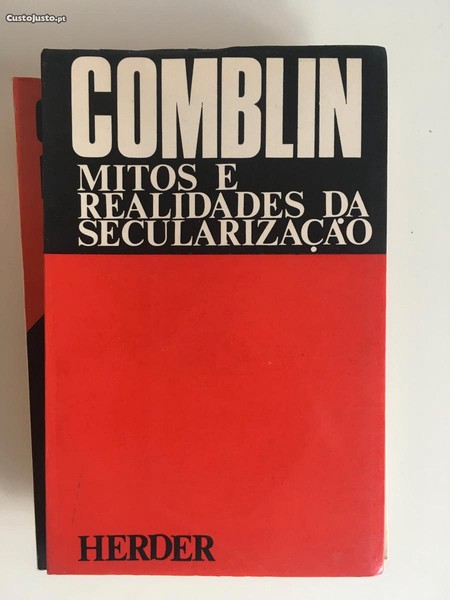 CustoJusto.pt
COMBLIN
MITOS E
REALIDADES DA
SECULARIZAÇÃO
HERDER